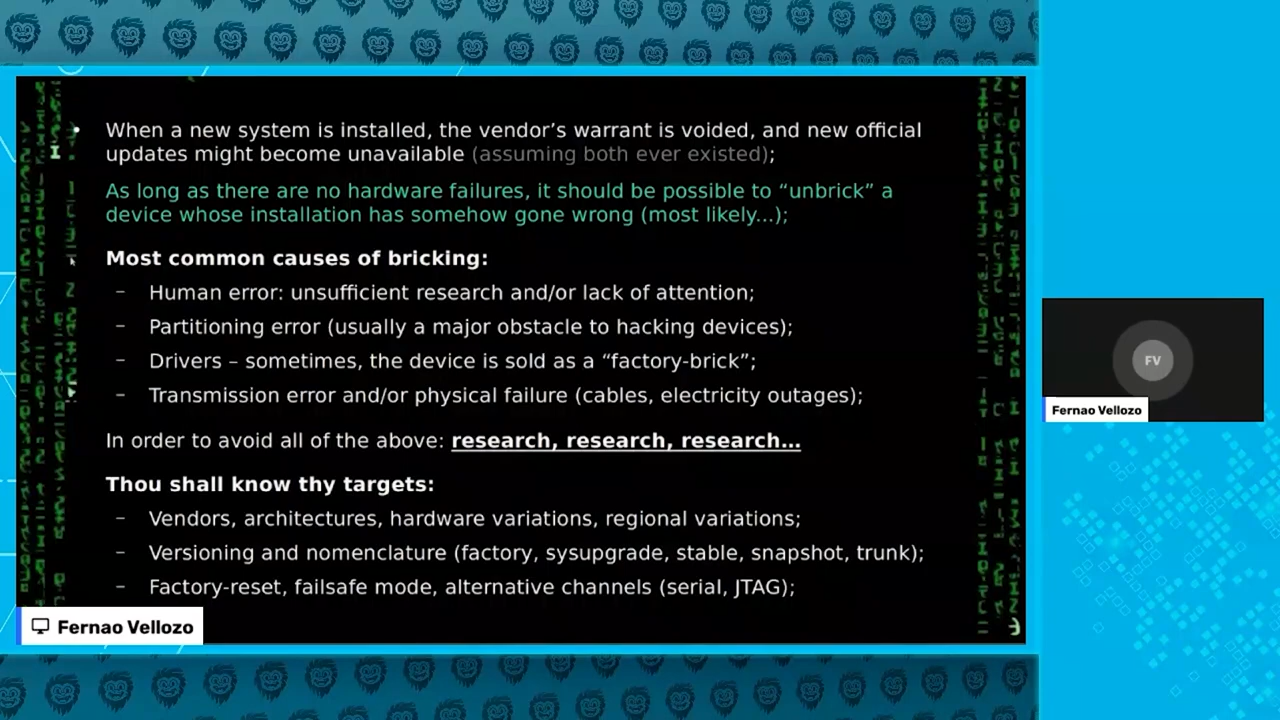 • When a new system is installed, the vendor’s warrant is voided, and new official
updates might become unavailable (assuming both ever existed);
As long as there are no hardware failures, it should be possible to “unbrick” a
device whose installation has somehow gone wrong (most likely…);
Most common causes of bricking:
– Human error: unsufficient research and/or lack of attention;
– Partitioning error (usually a major obstacle to hacking devices);
– Drivers – sometimes, the device is sold as a “factory-brick”;
– Transmission error and/or physical failure (cables, electricity outages);
In order to avoid all of the above: research, research, research…
Thou shall know thy targets:
– Vendors, architectures, hardware variations, regional variations;
– Versioning and nomenclature (factory, sysupgrade, stable, snapshot, trunk);
– Factory-reset, failsafe mode, alternative channels (serial, JTAG);
Fernao Vellozo
FV
Fernao Vellozo